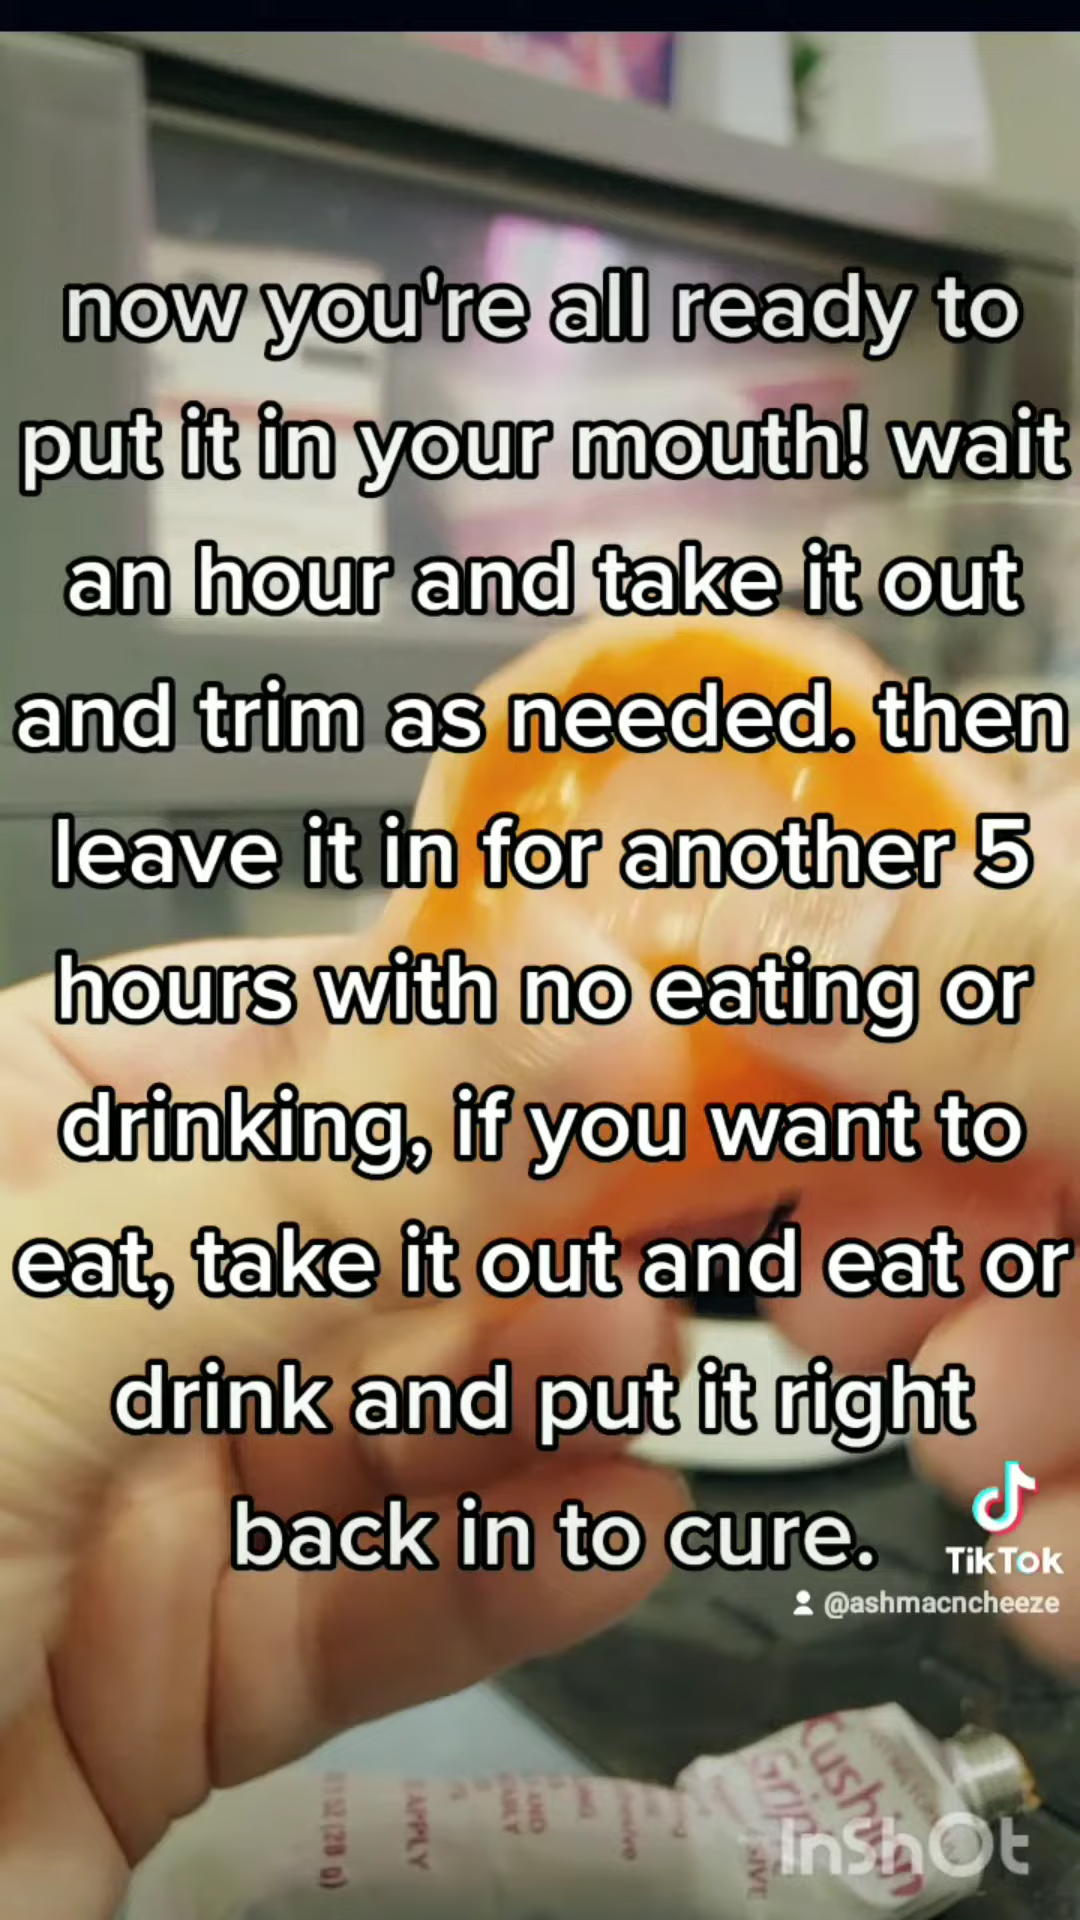 now you're all ready to
put it in your mouth! wait
an hour and take it out
and trim as needed. then
leave it in for another 5
hours with no eating or
drinking, if you want to
eat, take it out and eat or
drink and put it right
back in to cure.
TikTok
@ashmacncheeze
Cushion
Grip
APPLY
InShOt